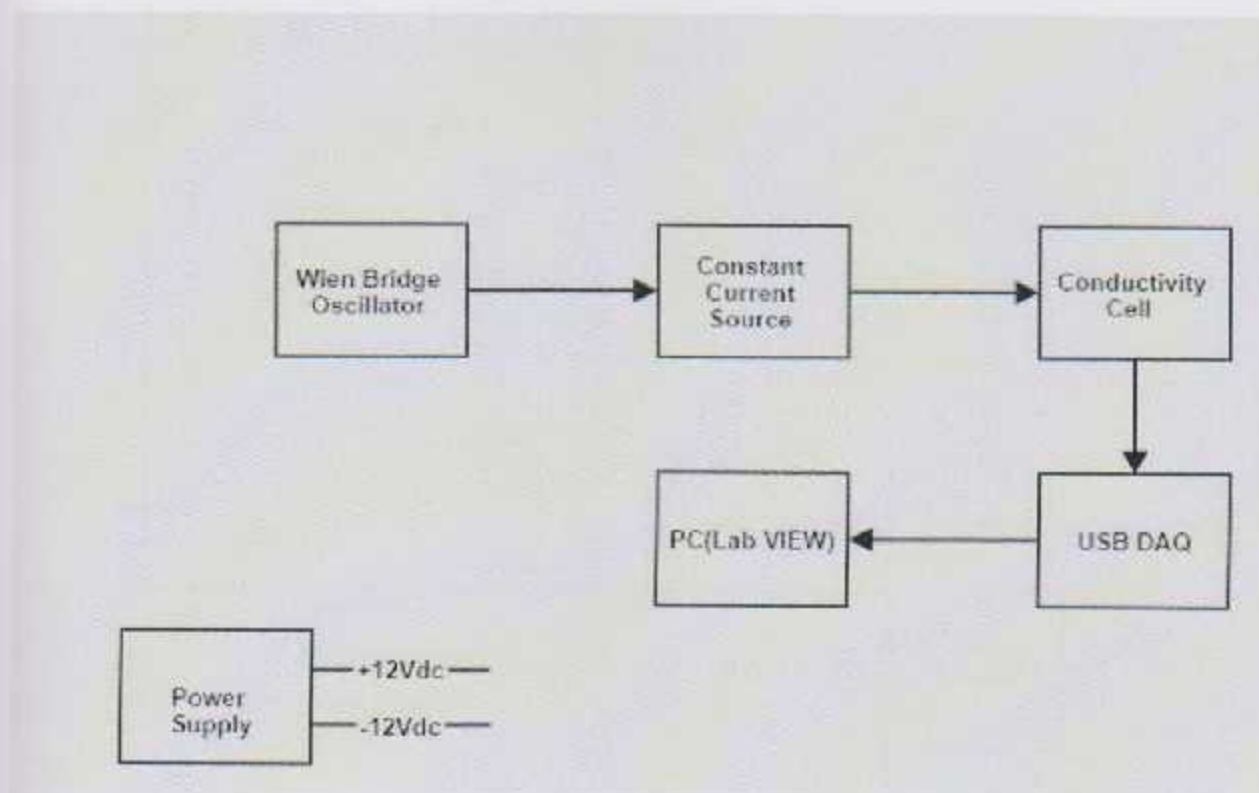 Wien Bridge
Oscillator
Constant
Current
Source
Conductivity
Cell
PC(Lab VIEW)
USB DAQ
Power
Supply
+12Vdc
-12Vdc